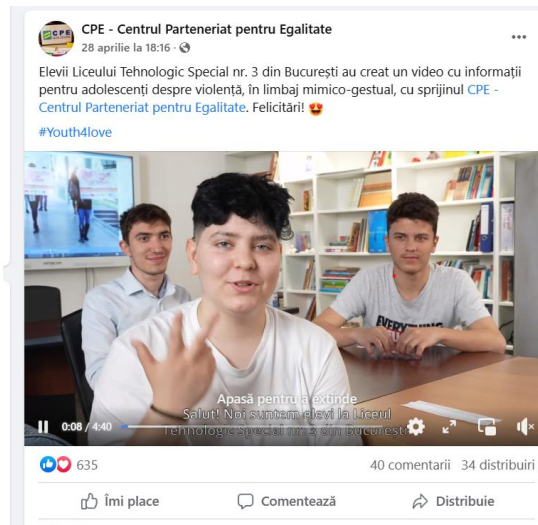 CPE
CPE - Centrul Parteneriat pentru Egalitate
28 aprilie la 18:16 ·
Elevii Liceului Tehnologic Special nr. 3 din București au creat un video cu informații
pentru adolescenți despre violență, în limbaj mimico-gestual, cu sprijinul CPE -
Centrul Parteneriat pentru Egalitate. Felicitări!
#Youth4love
EVERYTHING
Apasă pentru a extinde
Salut! Noi suntem elevi la Liceul
Tehnologic Special nr. 3 din București
0:08 / 4:40
635
40 comentarii 34 distribuiri
Îmi place Comentează Distribuie